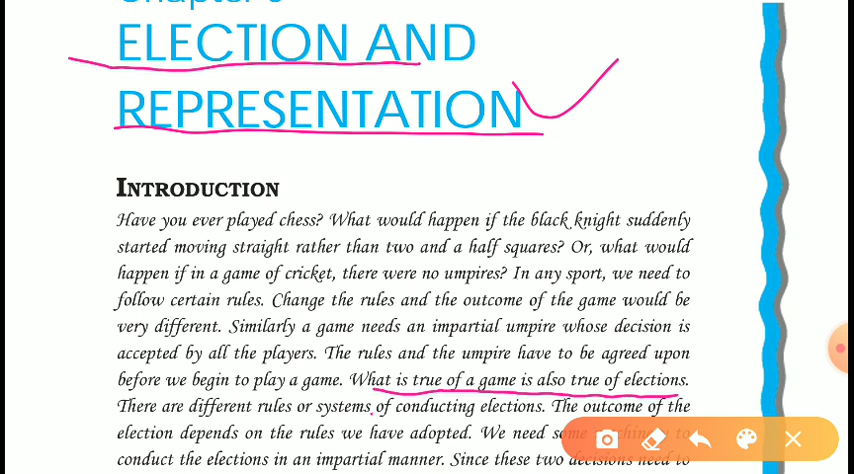 ELECTION AND
REPRESENTATION
INTRODUCTION
Have you ever played chess? What would happen if the black knight suddenly
started moving straight rather than two and a half squares? Or, what would
happen if in a game of cricket, there were no umpires? In any sport, we need to
follow certain rules. Change the rules and the outcome of the game would be
very different. Similarly a game needs an impartial umpire whose decision is
accepted by all the players. The rules and the umpire have to be agreed upon
before we begin to play a game. What is true of a game is also true of elections.
There are different rules or systems of conducting elections. The outcome of the
election depends on the rules we have adopted. We need some to
conduct the elections in an impartial manner. Since these two decisions need to